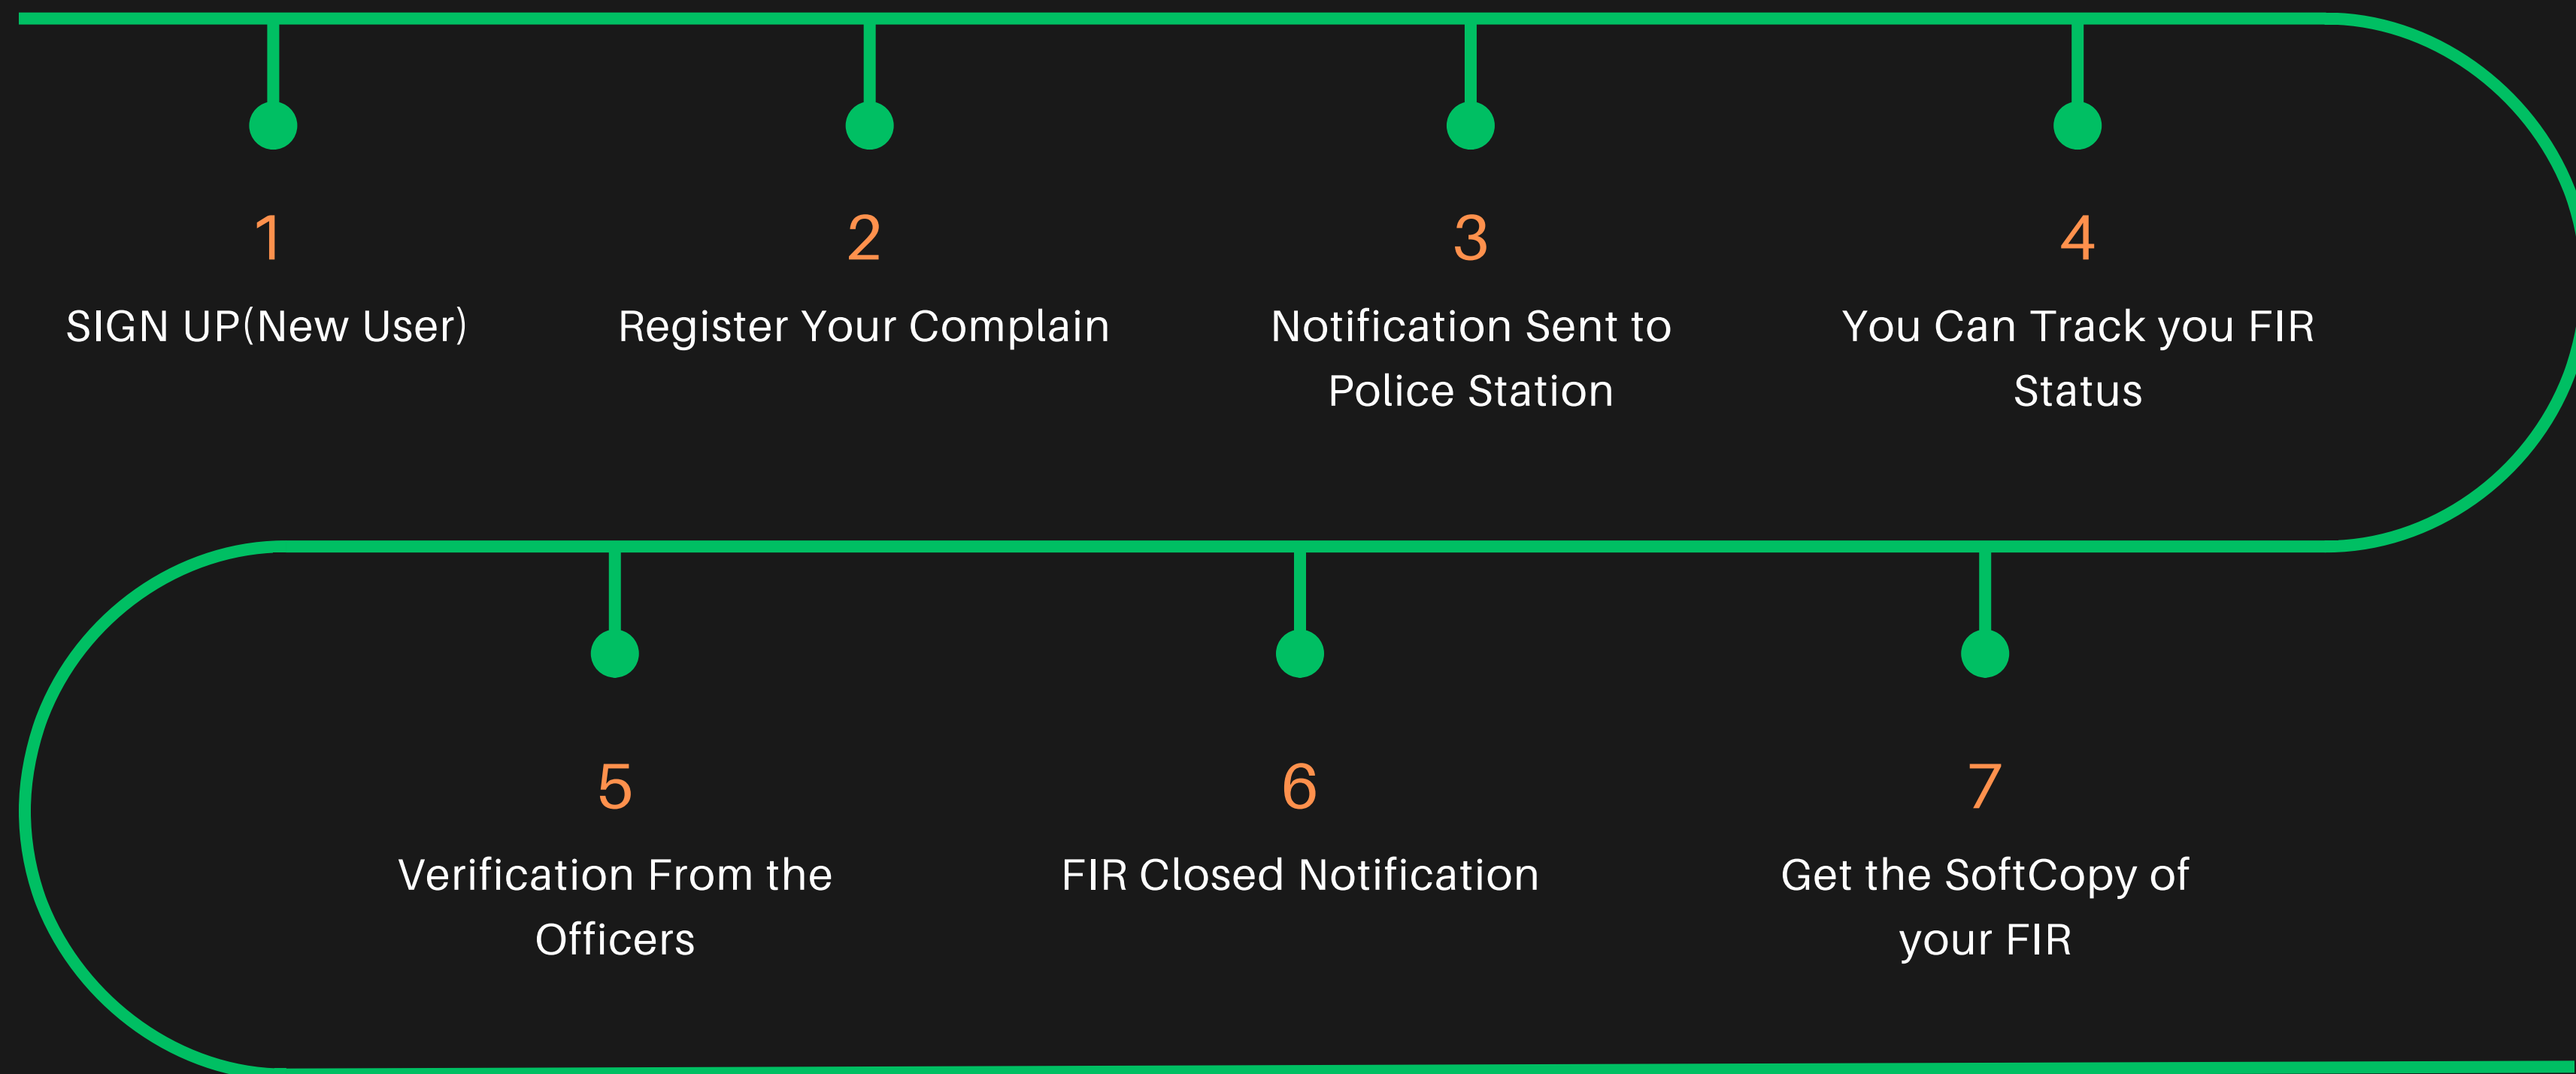 1
SIGN UP(New User)
2
Register Your Complain
3
Notification Sent to
Police Station
4
You Can Track you FIR
Status
5
Verification From the
Officers
6
FIR Closed Notification
7
Get the SoftCopy of
your FIR